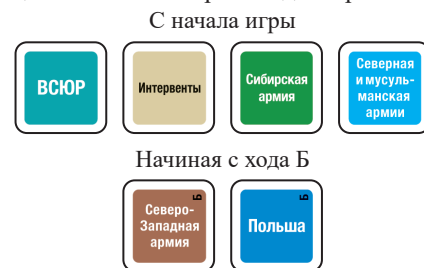 С начала игры
ВСЮР
Интервенты
Сибирская
армия
Северная
и мусуль-
манская
армии
Начиная с хода Б
Б
Северо-
Западная
армия
Б
Польша